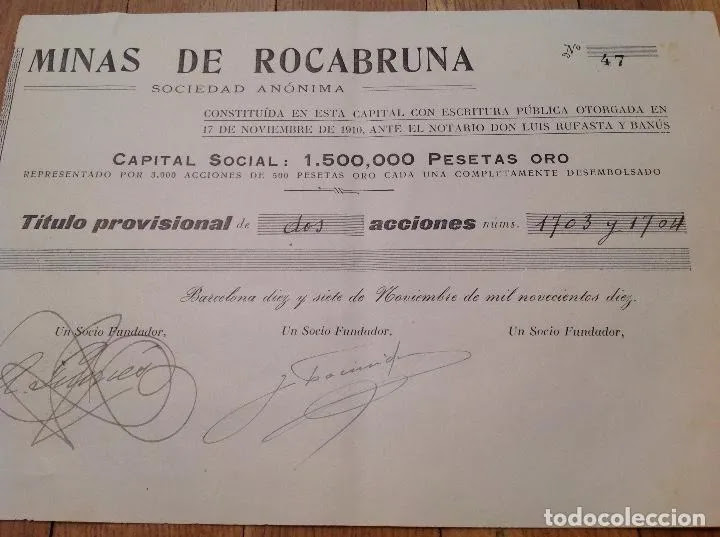 Nº 47
MINAS DE ROCABRUNA
SOCIEDAD ANÓNIMA
CONSTITUÍDA EN ESTA CAPITAL CON ESCRITURA PÚBLICA OTORGADA EN
17 DE NOVIEMBRE DE 1910, ANTE EL NOTARIO DON LUIS RUFASTA Y BANÚS
CAPITAL SOCIAL: 1.500,000 PESETAS ORO
REPRESENTADO POR 3.000 ACCIONES DE 500 PESETAS ORO CADA UNA COMPLETAMENTE DESEMBOLSADO
Título provisional de dos acciones núms. 1703 y 1704
Barcelona diez y siete de Noviembre de mil novecientos diez.
Un Socio Fundador, Un Socio Fundador, Un Socio Fundador,
todocoleccion